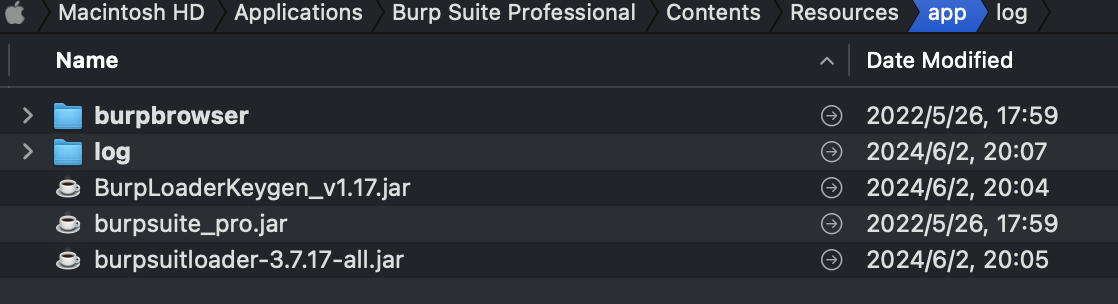 Macintosh HD Applications Burp Suite Professional Contents Resources app log
Name Date Modified
burpbrowser 2022/5/26, 17:59
log 2024/6/2, 20:07
BurpLoaderKeygen_v1.17.jar 2024/6/2, 20:04
burpsuite_pro.jar 2022/5/26, 17:59
burpsuitloader-3.7.17-all.jar 2024/6/2, 20:05